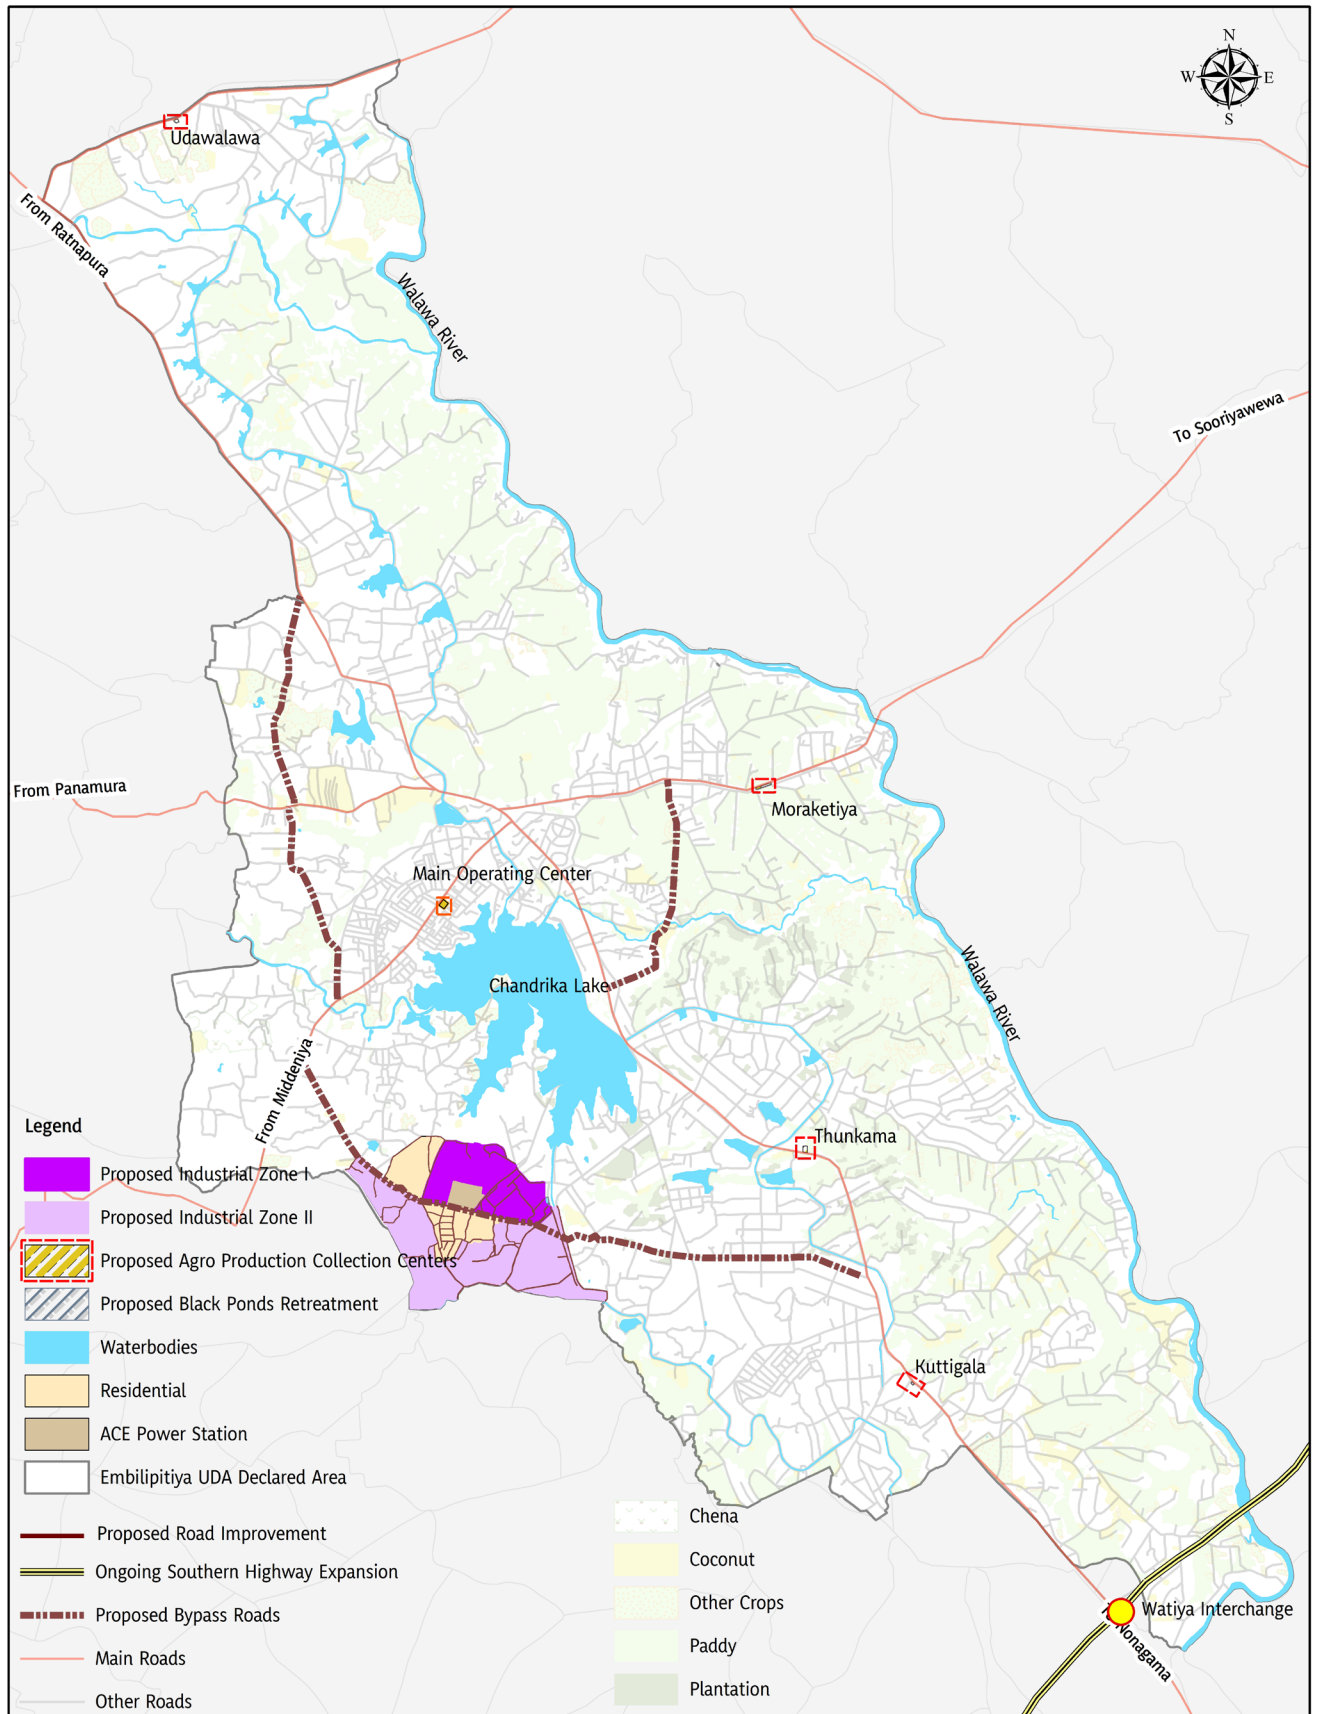 N
W
E
S
Udawalawa
From Ratnapura
Walawa River
To Sooriyawewa
From Panamura
Moraketiya
Main Operating Center
Chandrika Lake
Walawa River
From Middeniya
Thunkama
Kuttigala
Watiya Interchange
To Nonagama
Legend
Proposed Industrial Zone I
Proposed Industrial Zone II
Proposed Agro Production Collection Centers
Proposed Black Ponds Retreatment
Waterbodies
Residential
ACE Power Station
Embilipitiya UDA Declared Area
Proposed Road Improvement
Ongoing Southern Highway Expansion
Proposed Bypass Roads
Main Roads
Other Roads
Chena
Coconut
Other Crops
Paddy
Plantation